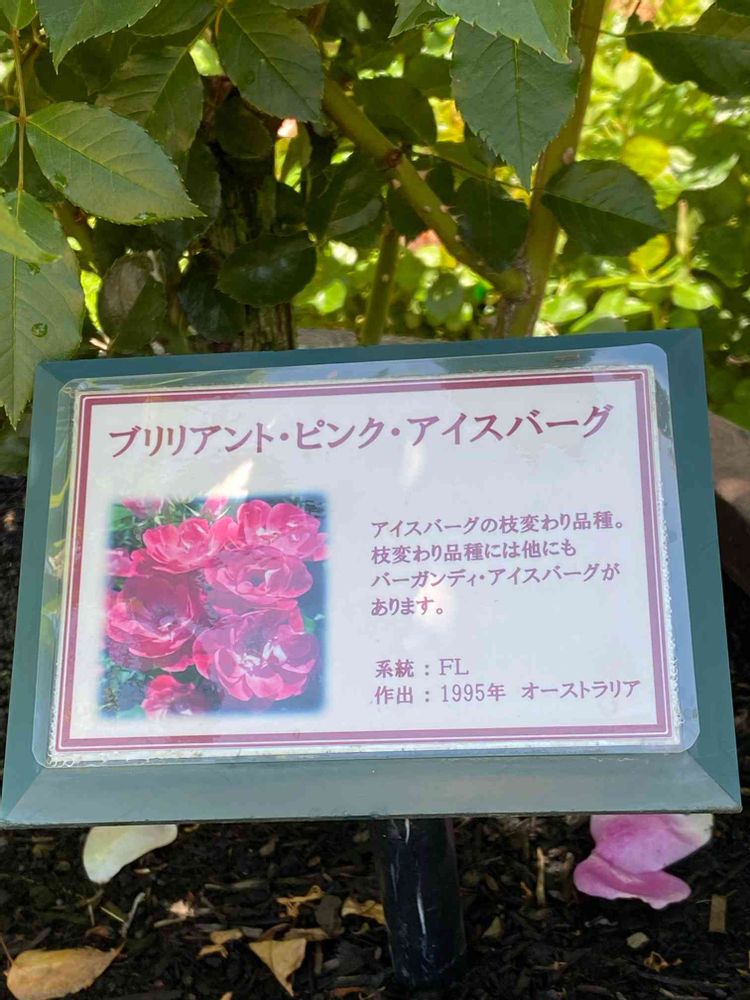 ブリリアント・ピンク・アイスバーグ
アイスバーグの枝変わり品種。
枝変わり品種には他にも
バーガンディ・アイスバーグが
あります。
系統 : FL
作出 : 1995年 オーストラリア